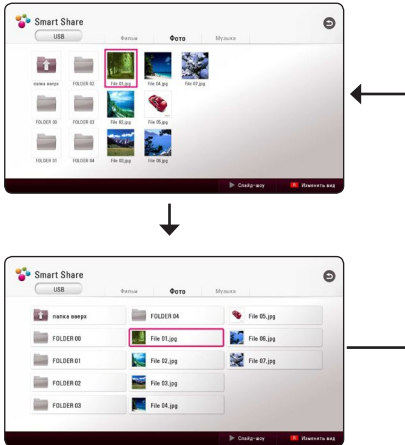 Smart Share
USB
Фильм Фото Музыка
папка вверх FOLDER 02 File 01.jpg File 04.jpg File 07.jpg
FOLDER 00 FOLDER 03 File 02.jpg File 05.jpg
FOLDER 01 FOLDER 04 File 03.jpg File 06.jpg
Слайд-шоу Изменить вид
Smart Share
USB
Фильм Фото Музыка
папка вверх FOLDER 04 File 05.jpg
FOLDER 00 File 01.jpg File 06.jpg
FOLDER 01 File 02.jpg File 07.jpg
FOLDER 02 File 03.jpg
FOLDER 03 File 04.jpg
Слайд-шоу Изменить вид